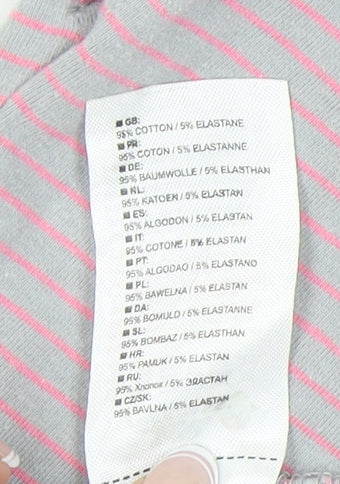 ■ GB:
95% COTTON / 5% ELASTANE
■ FR:
95% COTON / 5% ELASTANNE
■ DE:
95% BAUMWOLLE / 5% ELASTHAN
■ NL:
95% KATOEN / 5% ELASTAN
■ ES:
95% ALGODON / 5% ELASTAN
■ IT:
95% COTONE / 5% ELASTAN
■ PT:
95% ALGODAO / 5% ELASTANO
■ PL:
95% BAWELNA / 5% ELASTAN
■ DA:
95% BOMULD / 5% ELASTANNE
■ SL:
95% BOMBAZ / 5% ELASTHAN
■ HR:
95% PAMUK / 5% ELASTAN
■ RU:
95% Хлопок / 5% ЭЛАСТАН
■ CZ/SK:
95% BAVLNA / 5% ELASTAN